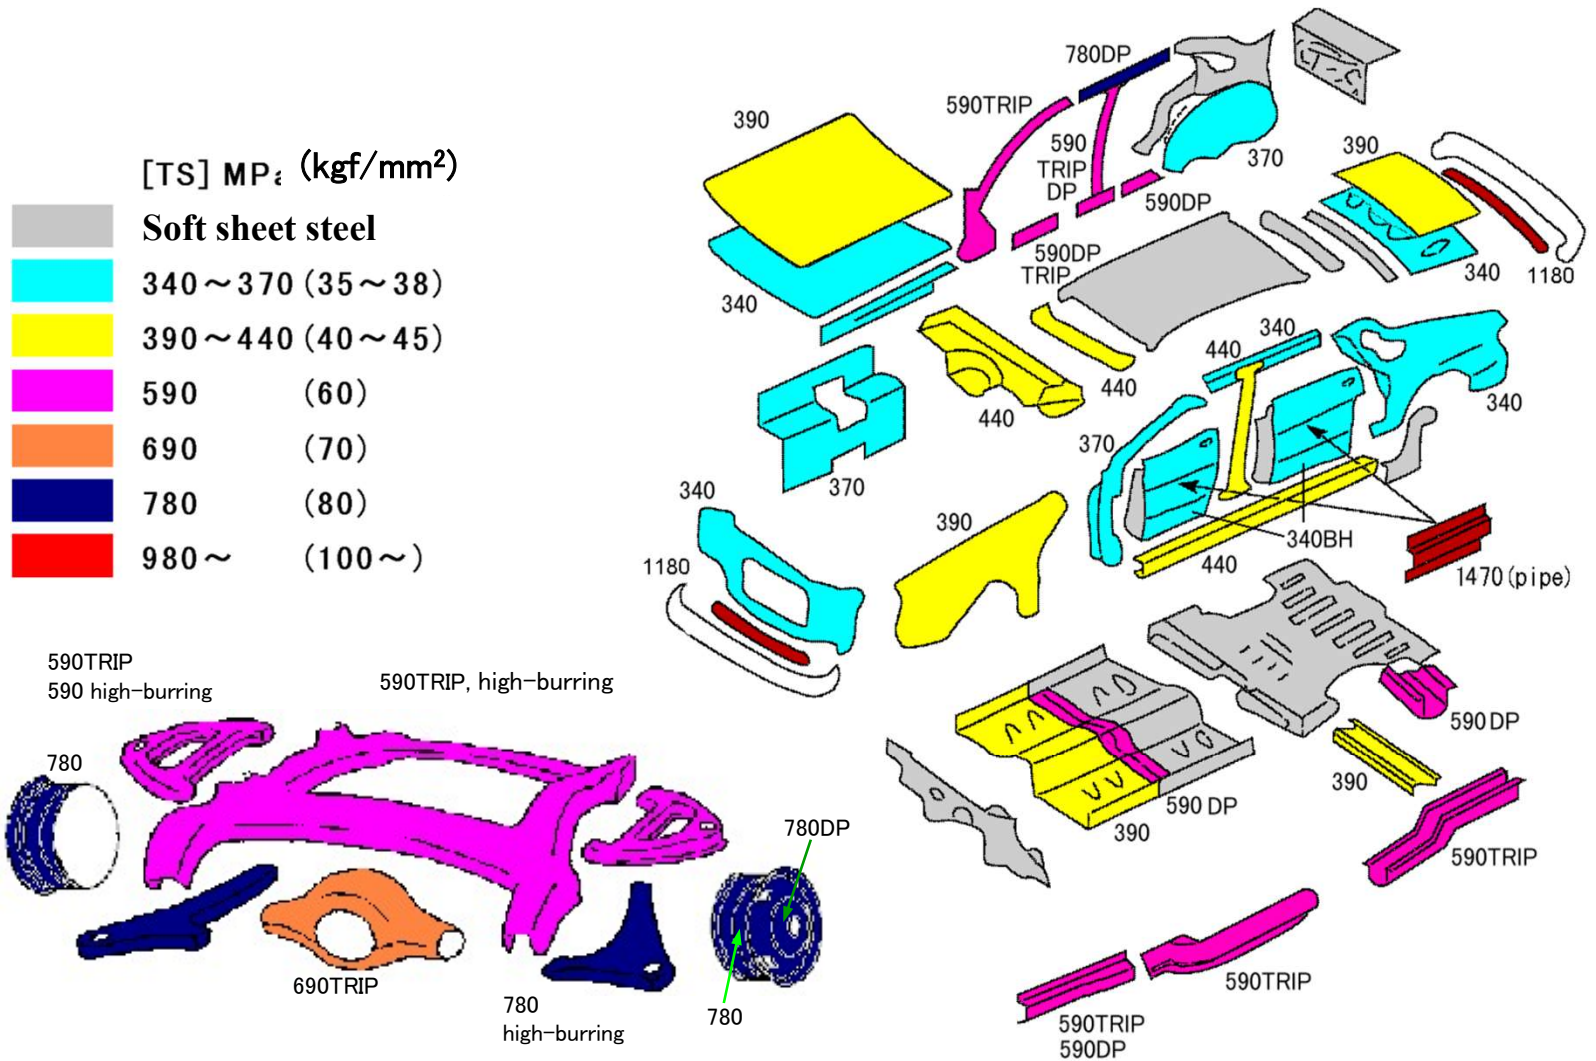 [TS] MPa (kgf/mm²)
Soft sheet steel
340～370 (35～38)
390～440 (40～45)
590 (60)
690 (70)
780 (80)
980～ (100～)
780DP
590TRIP
390
590
TRIP
DP
370
390
590DP
590DP
TRIP
340
340
1180
340
440
440
440
340
370
370
340
390
340BH
440
1180
1470(pipe)
590TRIP
590 high-burring
590TRIP, high-burring
590 DP
780
390
590 DP
390
780DP
590TRIP
690TRIP
590TRIP
780
high-burring
780
590TRIP
590DP